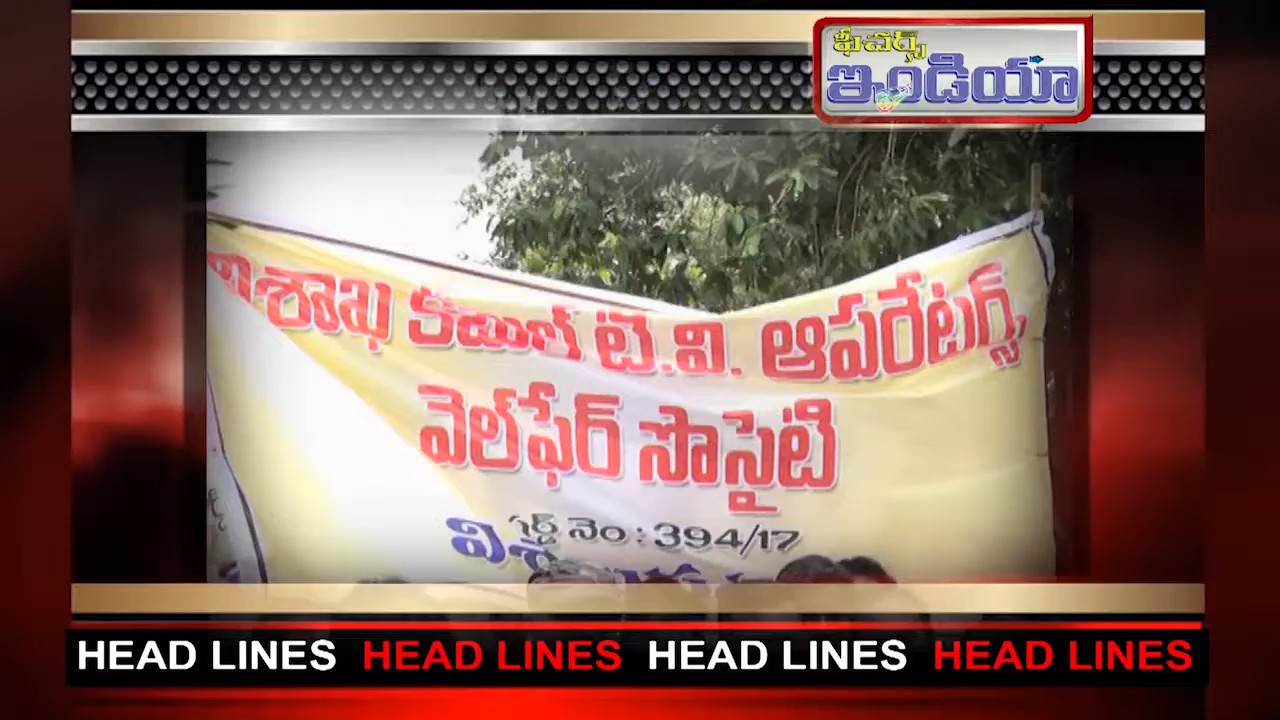 ఫీచర్స్
ఇండియా
విశాఖ కేబుల్ టి.వి. ఆపరేటర్స్
వెల్‌ఫేర్ సొసైటి
నెం : 394/17
HEAD LINES HEAD LINES HEAD LINES HEAD LINES